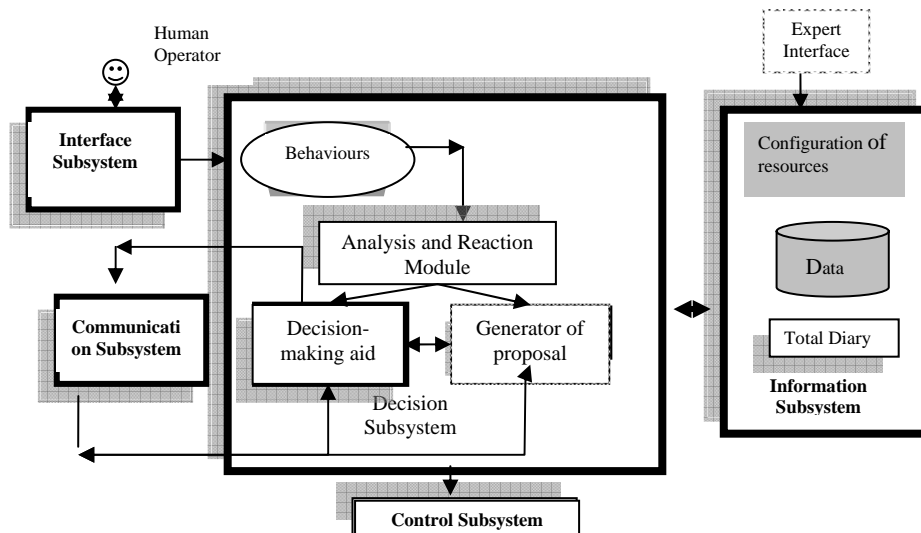 Human
Operator
Expert
Interface
Interface
Subsystem
Behaviours
Configuration of
resources
Analysis and Reaction
Module
Data
Communicati
on Subsystem
Decision-
making aid
Generator of
proposal
Total Diary
Information
Subsystem
Decision
Subsystem
Control Subsystem